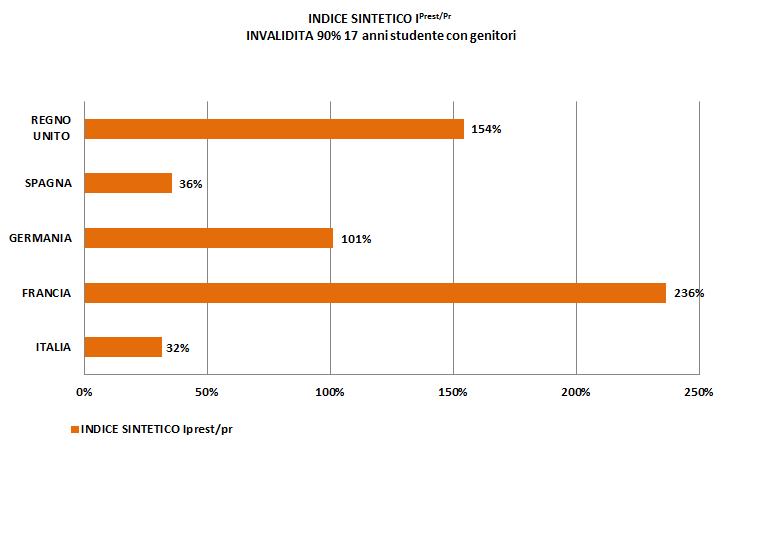 INDICE SINTETICO I^Prest/Pr
INVALIDITA 90% 17 anni studente con genitori
REGNO
UNITO
154%
SPAGNA
36%
GERMANIA
101%
FRANCIA
236%
ITALIA
32%
0% 50% 100% 150% 200% 250%
INDICE SINTETICO Iprest/pr